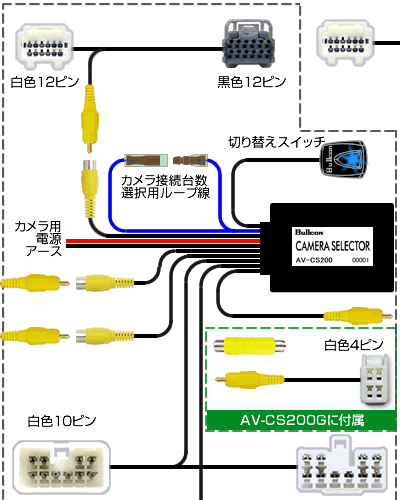 白色12ピン
黒色12ピン
切り替えスイッチ
Bullcon
カメラ接続台数
選択用ループ線
カメラ用
電源
アース
Bullcon
CAMERA SELECTOR
AV-CS200 00001
白色4ピン
AV-CS200Gに付属
白色10ピン